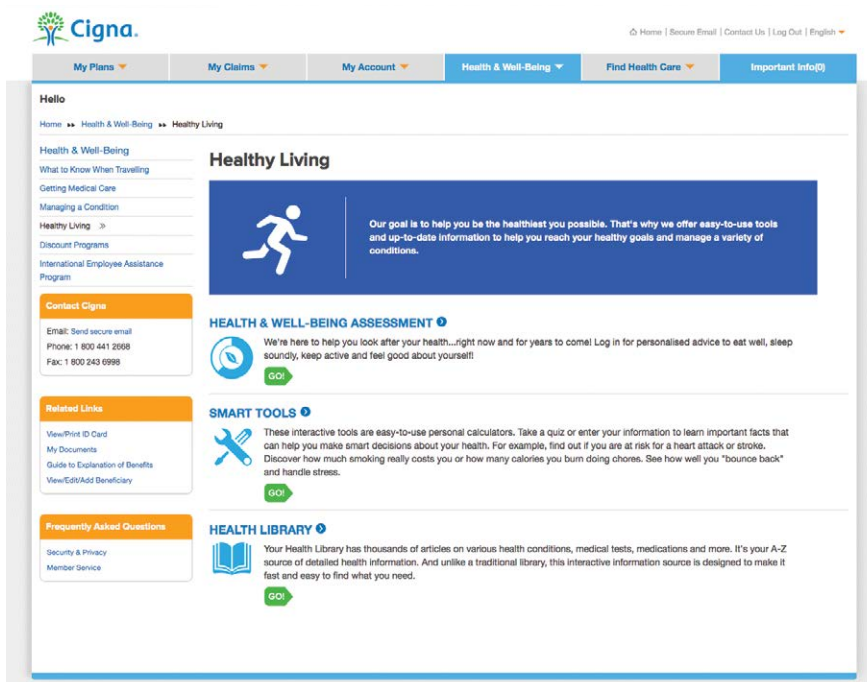 Cigna.
Home | Secure Email | Contact Us | Log Out | English
My Plans
My Claims
My Account
Health & Well-Being
Find Health Care
Important Info(0)
Hello
Home
Health & Well-Being
Healthy Living
Health & Well-Being
What to Know When Travelling
Getting Medical Care
Managing a Condition
Healthy Living
Discount Programs
International Employee Assistance
Program
Contact Cigna
Email: Send secure email
Phone: 1 800 441 2668
Fax: 1 800 243 6998
Related Links
View/Print ID Card
My Documents
Guide to Explanation of Benefits
View/Edit/Add Beneficiary
Frequently Asked Questions
Security & Privacy
Member Service
Healthy Living
Our goal is to help you be the healthiest you possible. That's why we offer easy-to-use tools
and up-to-date information to help you reach your healthy goals and manage a variety of
conditions.
HEALTH & WELL-BEING ASSESSMENT
We're here to help you look after your health...right now and for years to come! Log in for personalised advice to eat well, sleep
soundly, keep active and feel good about yourself!
GO!
SMART TOOLS
These interactive tools are easy-to-use personal calculators. Take a quiz or enter your information to learn important facts that
can help you make smart decisions about your health. For example, find out if you are at risk for a heart attack or stroke.
Discover how much smoking really costs you or how many calories you burn doing chores. See how well you "bounce back"
and handle stress.
GO!
HEALTH LIBRARY
Your Health Library has thousands of articles on various health conditions, medical tests, medications and more. It's your A-Z
source of detailed health information. And unlike a traditional library, this interactive information source is designed to make it
fast and easy to find what you need.
GO!